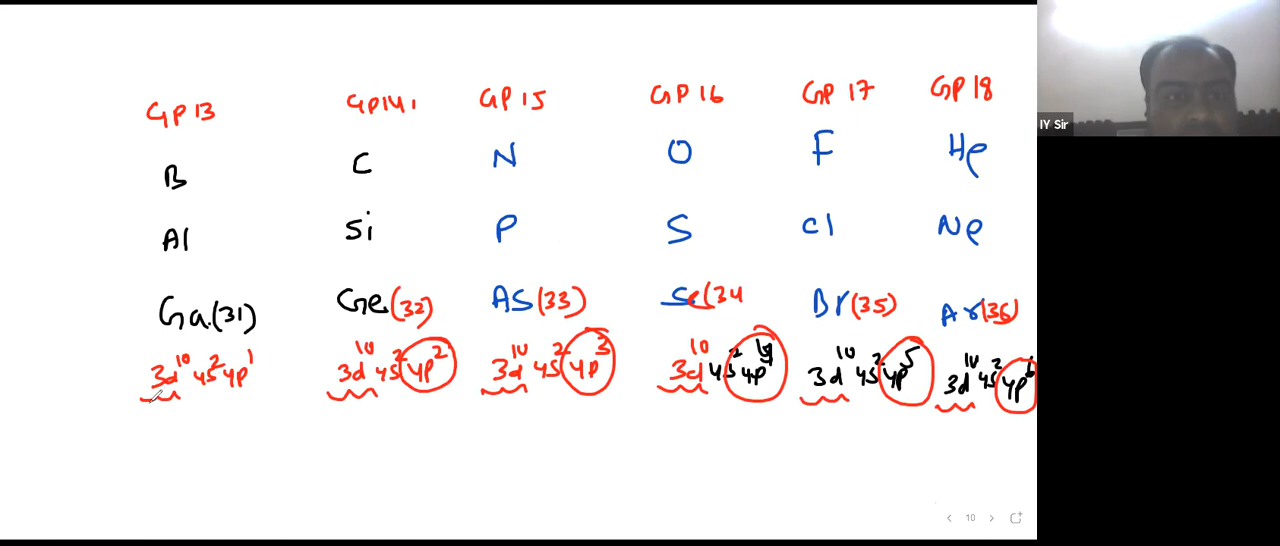 GP 13 GP 14 GP 15 GP 16 GP 17 GP 18
IY Sir
B C N O F He
Al Si P S Cl Ne
Ga (31) Ge (32) As (33) Se (34 Br (35) Ar (36)
3d¹⁰ 4s² 4p¹ 3d¹⁰ 4s² 4p² 3d¹⁰ 4s² 4p³ 3d¹⁰ 4s² 4p⁴ 3d¹⁰ 4s² 4p⁵ 3d¹⁰ 4s² 4p⁶
10